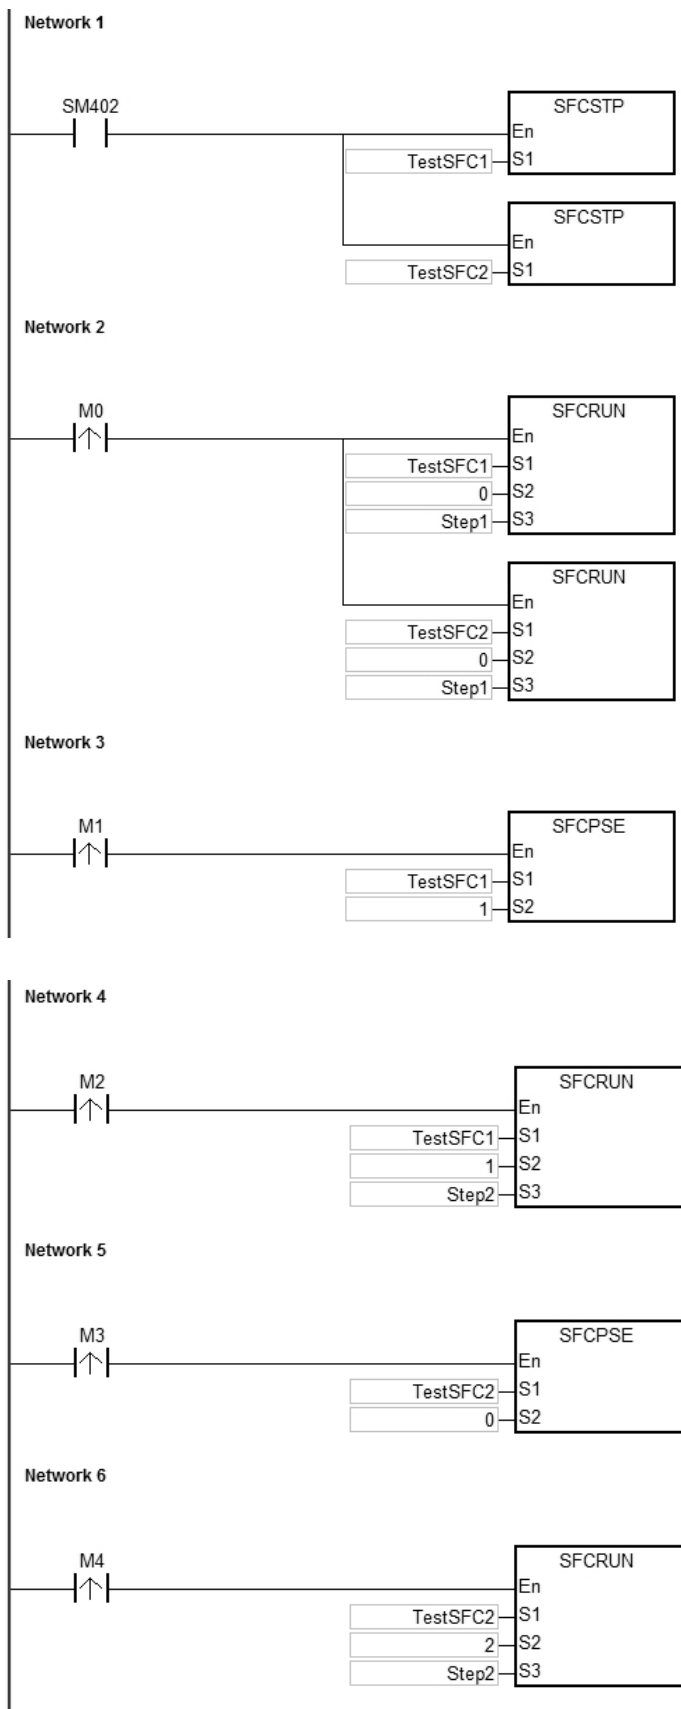 Network 1
SM402
SFCSTP
En
TestSFC1 S1
SFCSTP
En
TestSFC2 S1
Network 2
M0
SFCRUN
En
TestSFC1 S1
0 S2
Step1 S3
SFCRUN
En
TestSFC2 S1
0 S2
Step1 S3
Network 3
M1
SFCPSE
En
TestSFC1 S1
1 S2
Network 4
M2
SFCRUN
En
TestSFC1 S1
1 S2
Step2 S3
Network 5
M3
SFCPSE
En
TestSFC2 S1
0 S2
Network 6
M4
SFCRUN
En
TestSFC2 S1
2 S2
Step2 S3